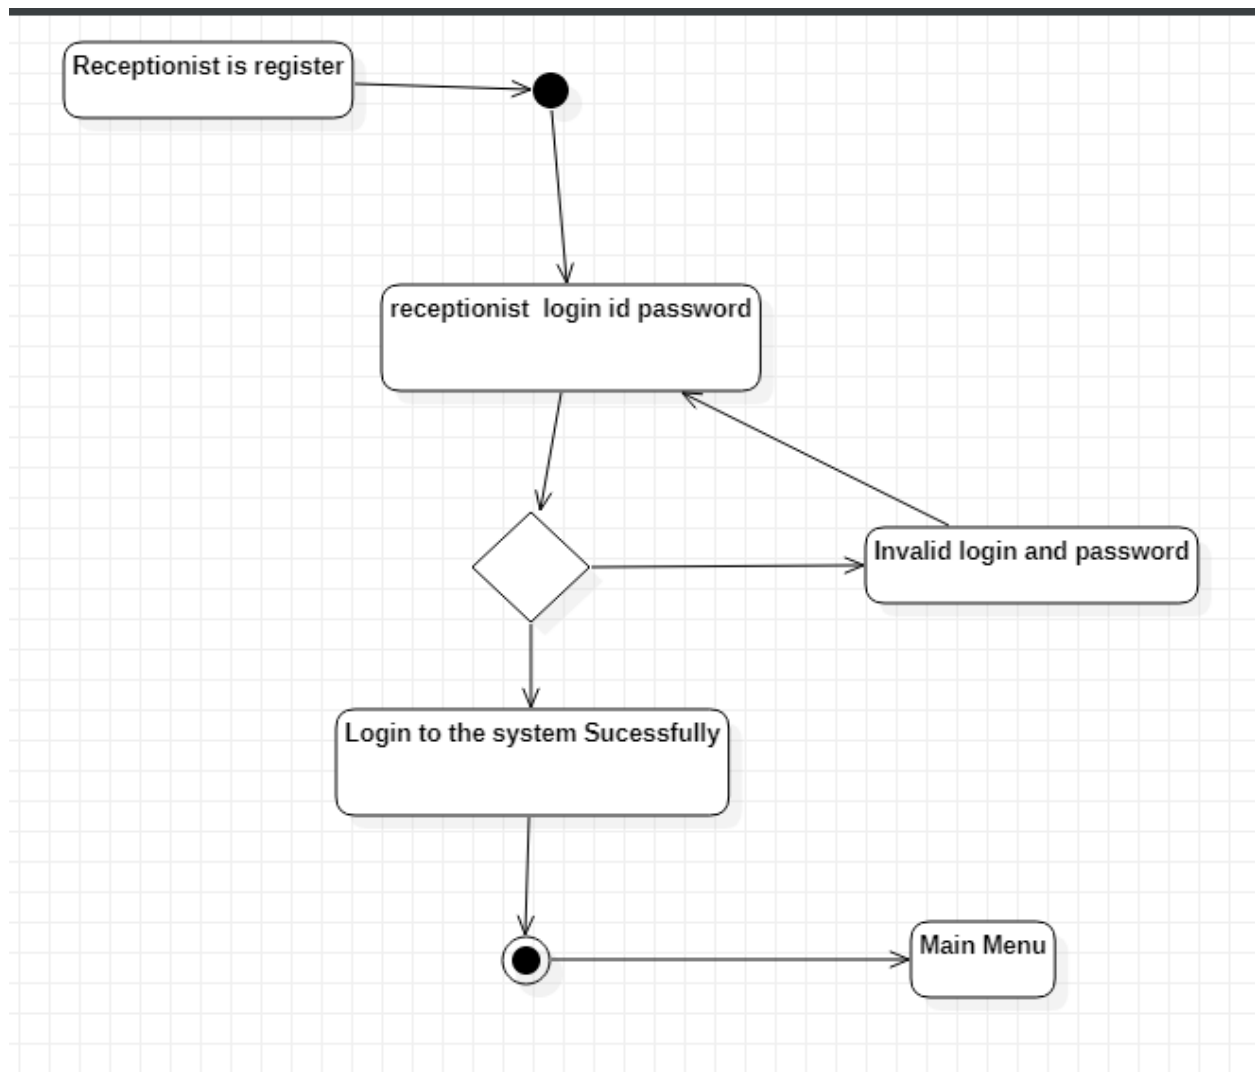 Receptionist is register
receptionist  login id password
Invalid login and password
Login to the system Sucessfully
Main Menu